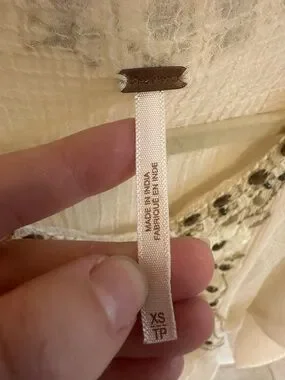 MADE IN INDIA
FABRIQUÉ EN INDE
XS
TP